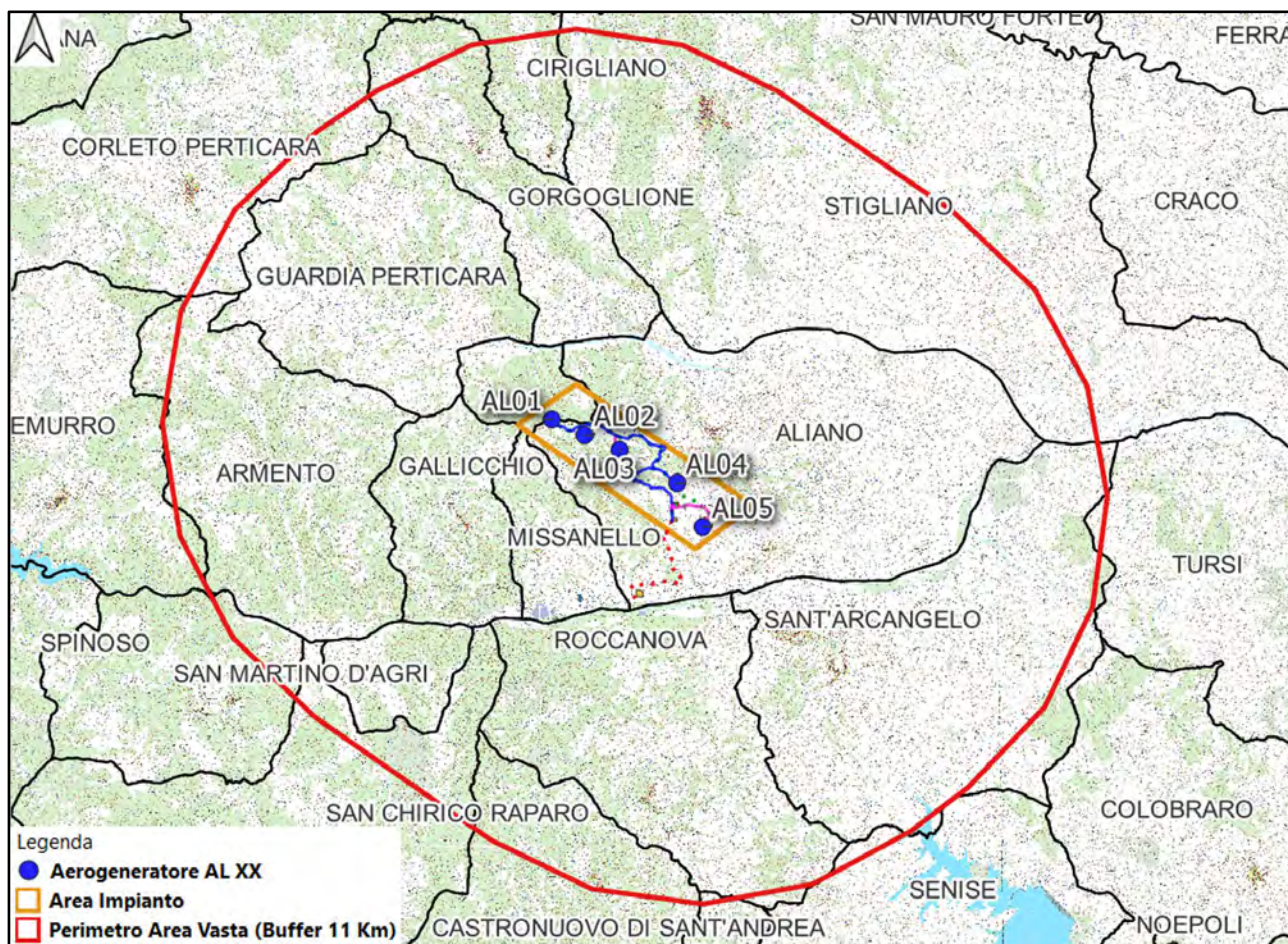 ANA
SAN MAURO FORTE
FERRA
CIRIGLIANO
CORLETO PERTICARA
GORGOGLIONE
STIGLIANO
CRACO
GUARDIA PERTICARA
AL01
AL02
EMURRO
ALIANO
ARMENTO
GALLICCHIO
AL03
AL04
AL05
MISSANELLO
TURSI
SPINOSO
ROCCANOVA
SANT'ARCANGELO
SAN MARTINO D'AGRI
SAN CHIRICO RAPARO
COLOBRARO
SENISE
CASTRONUOVO DI SANT'ANDREA
NOEPOLI
Legenda
Aerogeneratore AL XX
Area Impianto
Perimetro Area Vasta (Buffer 11 Km)